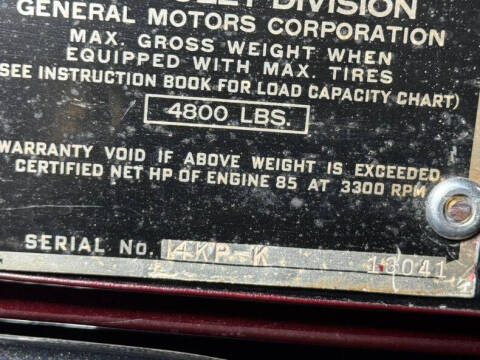 DIVISION
GENERAL MOTORS CORPORATION
MAX. GROSS WEIGHT WHEN
EQUIPPED WITH MAX. TIRES
SEE INSTRUCTION BOOK FOR LOAD CAPACITY CHART)
4800 LBS.
WARRANTY VOID IF ABOVE WEIGHT IS EXCEEDED
CERTIFIED NET HP OF ENGINE 85 AT 3300 RPM
SERIAL NO. 14KP-K 13041